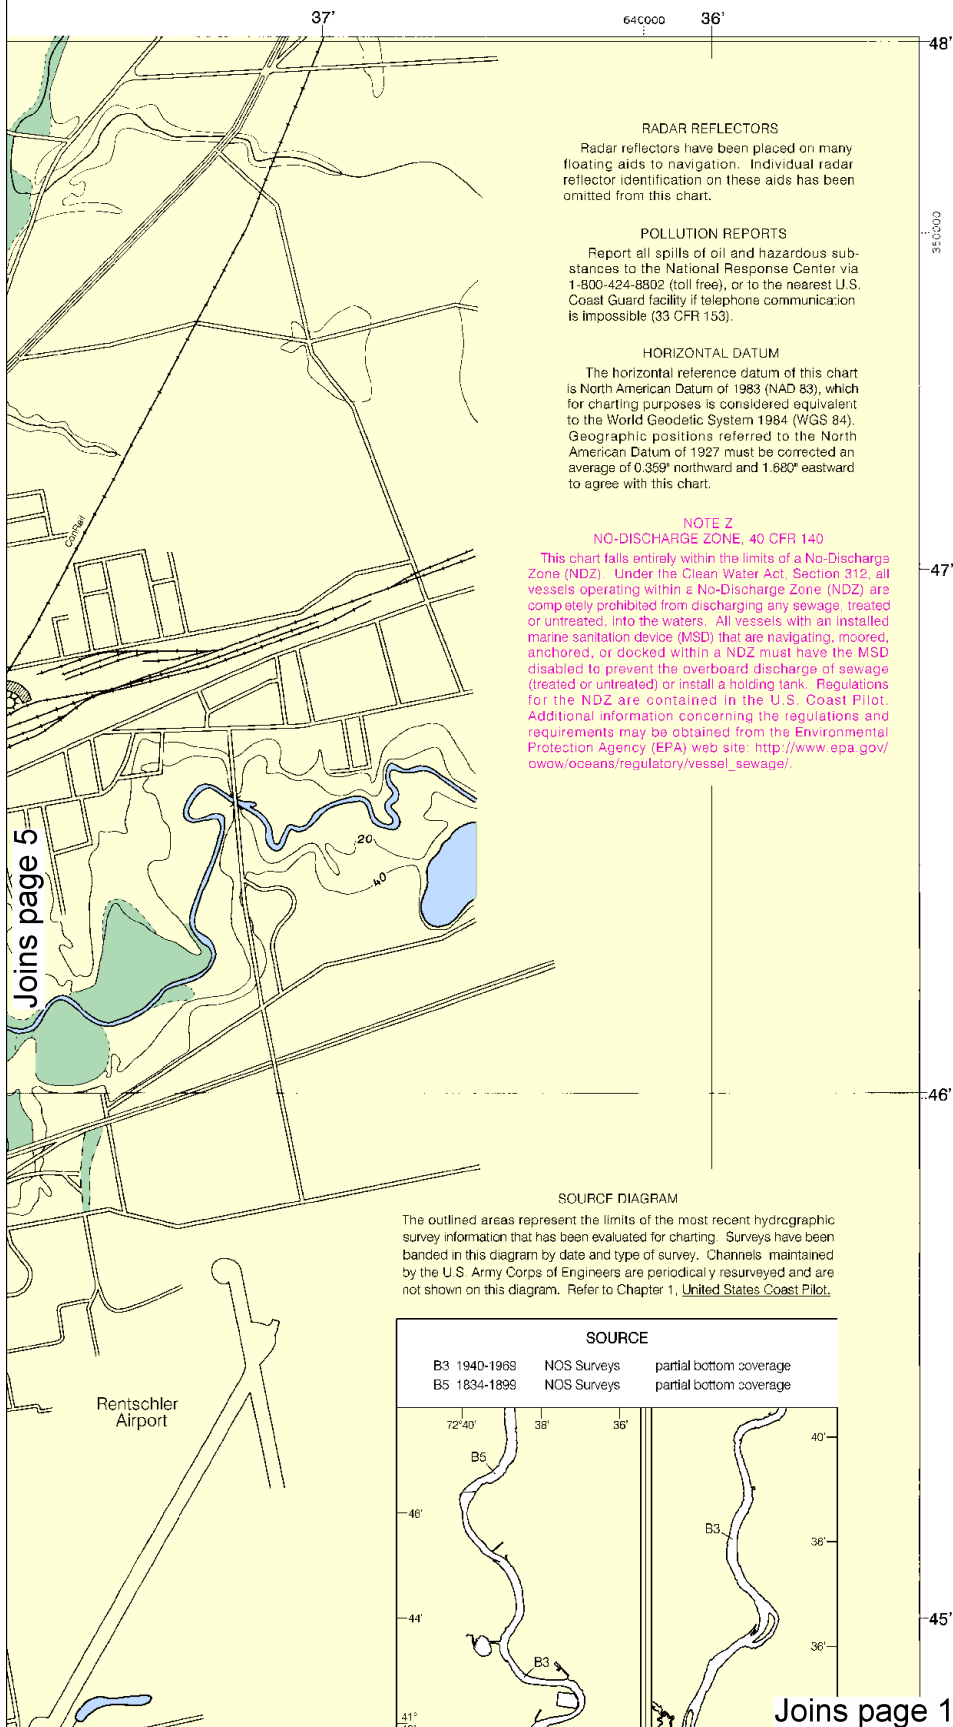 37'
640000
36'
48'
RADAR REFLECTORS
Radar reflectors have been placed on many
floating aids to navigation. Individual radar
reflector identification on these aids has been
omitted from this chart.
350000
POLLUTION REPORTS
Report all spills of oil and hazardous sub-
stances to the National Response Center via
1-800-424-8802 (toll free), or to the nearest U.S.
Coast Guard facility if telephone communication
is impossible (33 CFR 153).
HORIZONTAL DATUM
The horizontal reference datum of this chart
is North American Datum of 1983 (NAD 83), which
for charting purposes is considered equivalent
to the World Geodetic System 1984 (WGS 84).
Geographic positions referred to the North
American Datum of 1927 must be corrected an
average of 0.359" northward and 1.680" eastward
to agree with this chart.
ConRail
NOTE Z
NO-DISCHARGE ZONE, 40 CFR 140
This chart falls entirely within the limits of a No-Discharge
Zone (NDZ). Under the Clean Water Act, Section 312, all
vessels operating within a No-Discharge Zone (NDZ) are
completely prohibited from discharging any sewage, treated
or untreated, into the waters. All vessels with an installed
marine sanitation device (MSD) that are navigating, moored,
anchored, or docked within a NDZ must have the MSD
disabled to prevent the overboard discharge of sewage
(treated or untreated) or install a holding tank. Regulations
for the NDZ are contained in the U.S. Coast Pilot.
Additional information concerning the regulations and
requirements may be obtained from the Environmental
Protection Agency (EPA) web site: http://www.epa.gov/
owow/oceans/regulatory/vessel_sewage/.
47'
20
40
Joins page 5
46'
SOURCE DIAGRAM
The outlined areas represent the limits of the most recent hydrographic
survey information that has been evaluated for charting. Surveys have been
banded in this diagram by date and type of survey. Channels maintained
by the U.S. Army Corps of Engineers are periodically resurveyed and are
not shown on this diagram. Refer to Chapter 1, United States Coast Pilot.
SOURCE
B3 1940-1969 NOS Surveys partial bottom coverage
B5 1834-1899 NOS Surveys partial bottom coverage
Rentschler
Airport
72°40'
38'
36'
40'
B5
46'
B3
36'
44'
45'
36'
B3
41°
Joins page 1